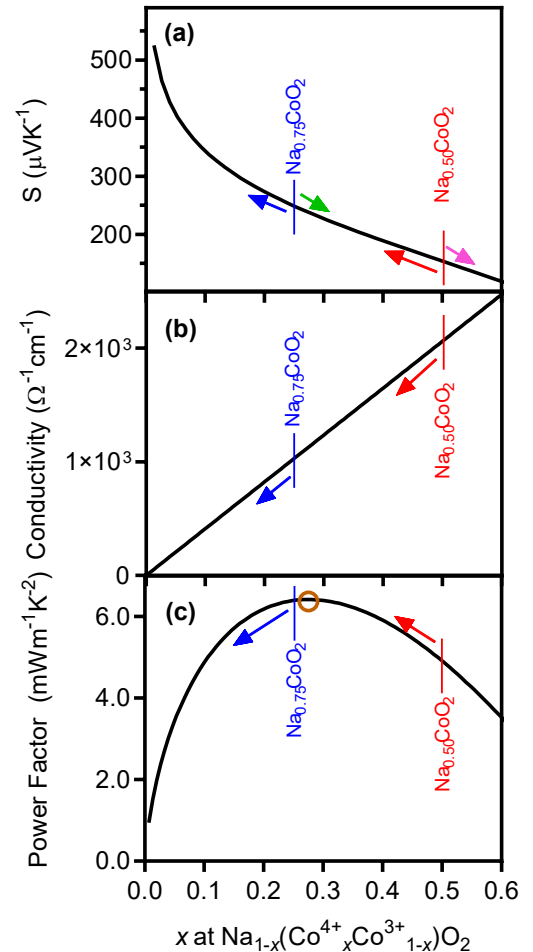 (a)
S (μVK⁻¹)
500
400
300
200
Na₀.₇₅CoO₂
Na₀.₅₀CoO₂
(b)
Conductivity (Ω⁻¹cm⁻¹)
2×10³
1×10³
0
Na₀.₇₅CoO₂
Na₀.₅₀CoO₂
(c)
Power Factor (mWm⁻¹K⁻²)
6.0
4.0
2.0
0.0
Na₀.₇₅CoO₂
Na₀.₅₀CoO₂
0.0 0.1 0.2 0.3 0.4 0.5 0.6
x at Na₁₋ₓ(Co⁴⁺ₓCo³⁺₁₋ₓ)O₂